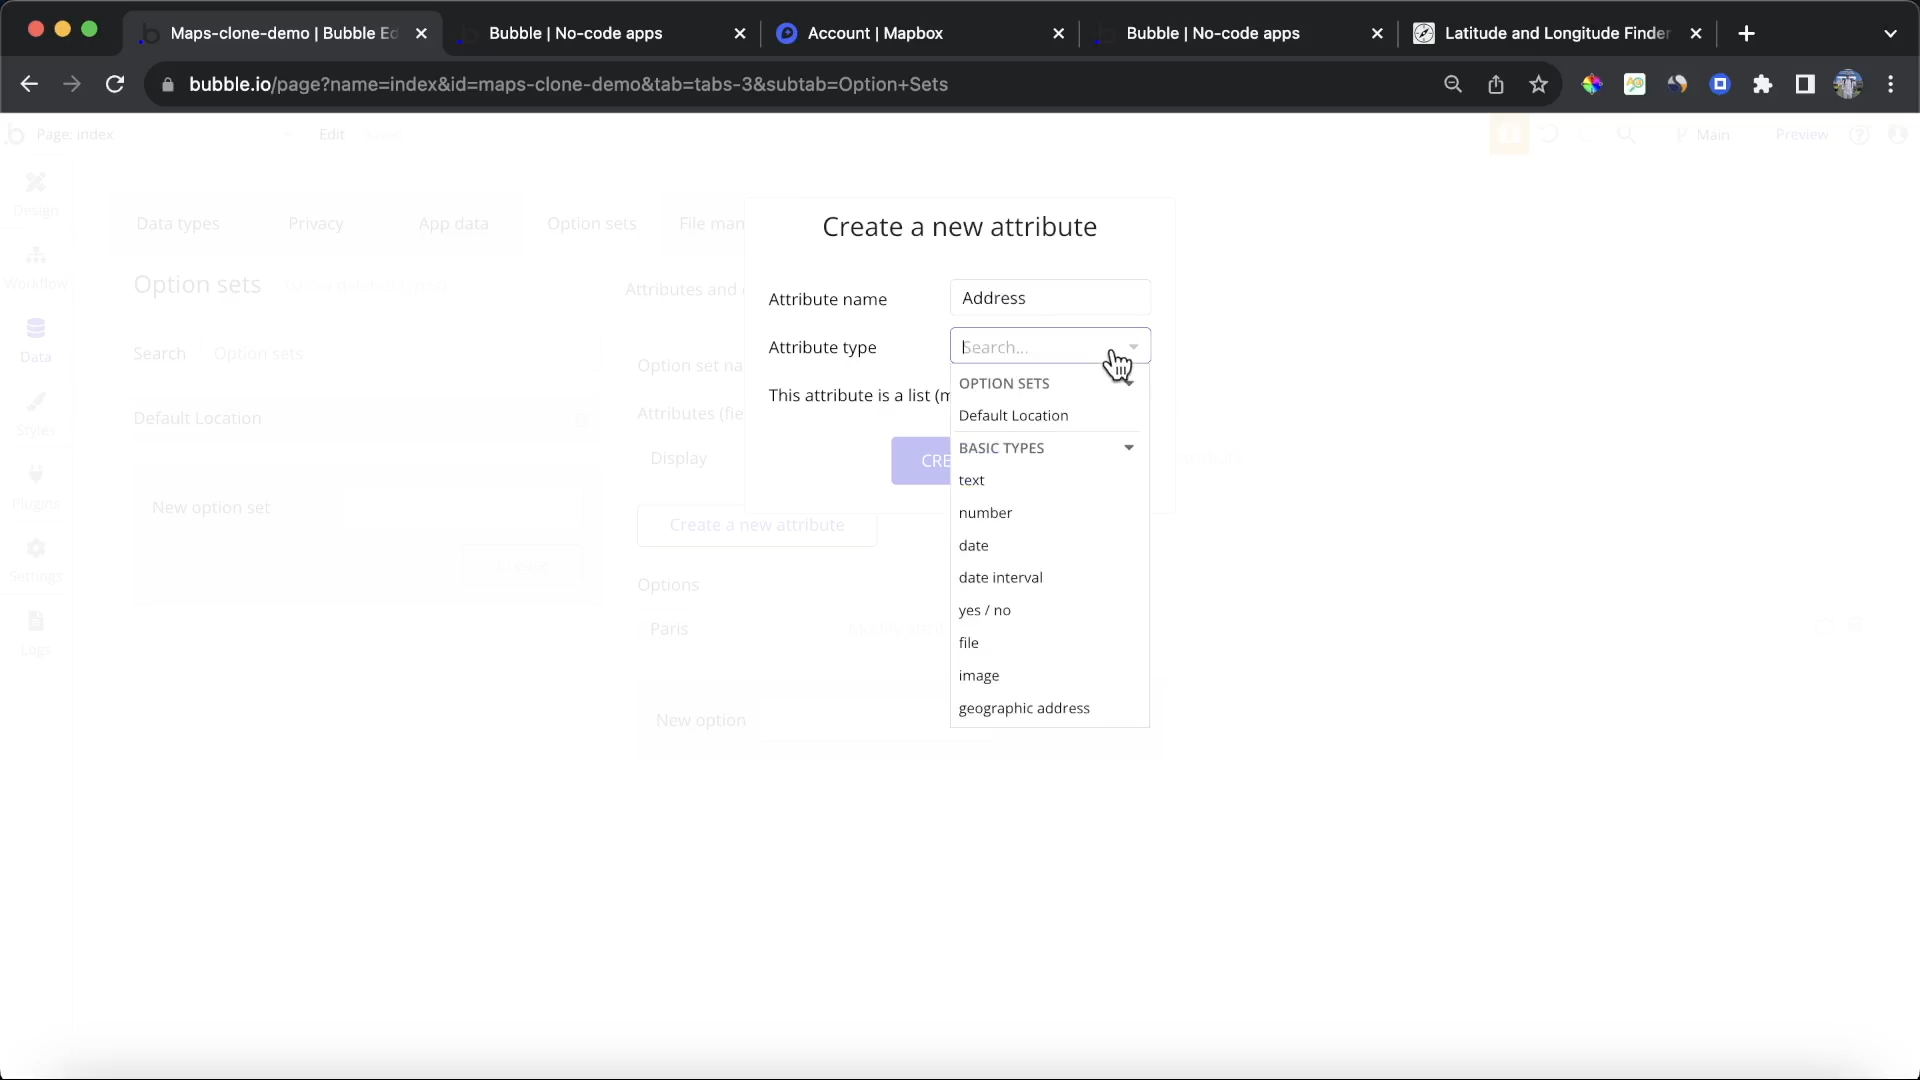 Maps-clone-demo | Bubble Ed
Bubble | No-code apps
Account | Mapbox
Bubble | No-code apps
Latitude and Longitude Finder
bubble.io/page?name=index&id=maps-clone-demo&tab=tabs-3&subtab=Option+Sets
Page: index
Edit
Saved
Main
Preview
Design
Workflow
Data
Styles
Plugins
Settings
Logs
Data types
Privacy
App data
Option sets
File man
Option sets
Search
Option sets
Default Location
New option set
Create
Attributes and
Option set na
Attributes (fie
Display
Create a new attribute
Options
Paris
Modify attri
New option
Create a new attribute
Attribute name
Address
Attribute type
Search...
This attribute is a list (m
CRE
OPTION SETS
Default Location
BASIC TYPES
text
number
date
date interval
yes / no
file
image
geographic address